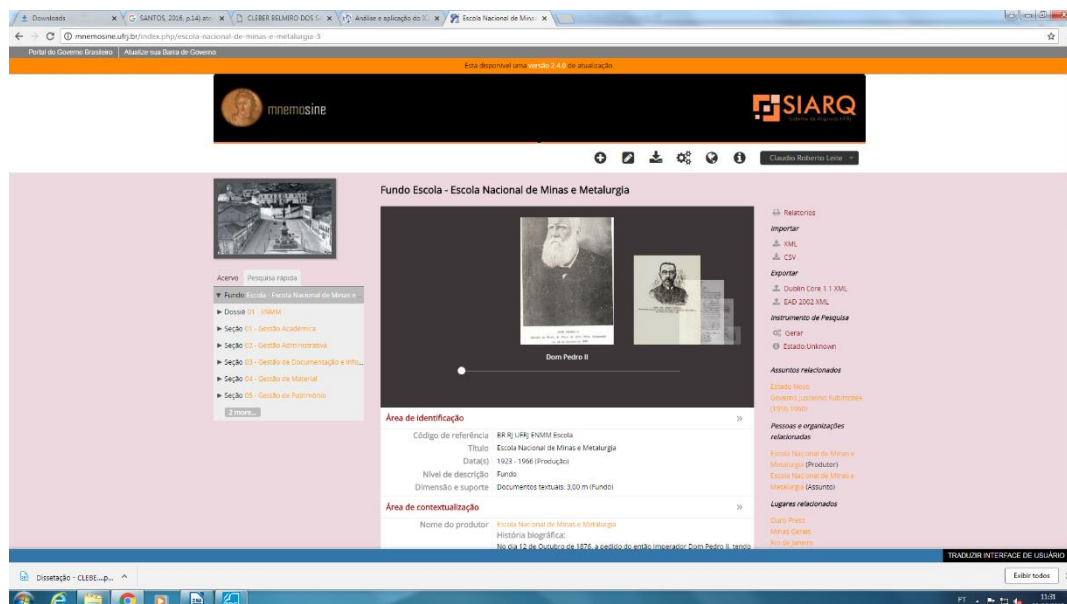 Downloads
G SANTOS, 2016, p.14) ato
CLEBER BELMIRO DOS S
Análise e aplicação do
Escola Nacional de Mina
mnemosine.ufrj.br/index.php/escola-nacional-de-minas-e-metalurgia-3
Portal do Governo Brasileiro
Atualize sua Barra de Governo
Esta disponível uma versão 2.4.0 de atualização.
mnemosine
SIARQ
Claudio Roberto Leite
Fundo Escola - Escola Nacional de Minas e Metalurgia
Acervo
Pesquisa rápida
Fundo Escola - Escola Nacional de Minas e ...
Dossiê 01 - ENMM
Seção 01 - Gestão Acadêmica
Seção 02 - Gestão Administrativa
Seção 03 - Gestão de Documentação e Info...
Seção 04 - Gestão de Material
Seção 05 - Gestão de Patrimônio
2 more...
Dom Pedro II
Área de identificação
Código de referência BR RJ UFRJ ENMM Escola
Título Escola Nacional de Minas e Metalurgia
Data(s) 1923 - 1966 (Produção)
Nível de descrição Fundo
Dimensão e suporte Documentos textuais: 3,00 m (Fundo)
Área de contextualização
Nome do produtor Escola Nacional de Minas e Metalurgia
História biográfica:
No dia 12 de Outubro de 1876, a pedido do então Imperador Dom Pedro II, tendo
Relatorios
Importar
XML
CSV
Exportar
Dublin Core 1.1 XML
EAD 2002 XML
Instrumento de Pesquisa
Gerar
Estado:Unknown
Assuntos relacionados
Estado Novo
Governo Juscelino Kubitschek
(1956-1960)
Pessoas e organizações
relacionadas
Escola Nacional de Minas e
Metalurgia (Produtor)
Escola Nacional de Minas e
Metalurgia (Assunto)
Lugares relacionados
Ouro Preto
Minas Gerais
Rio de Janeiro
TRADUZIR INTERFACE DE USUÁRIO
Dissetação - CLEBE....p...
Exibir todos
PT
11:31